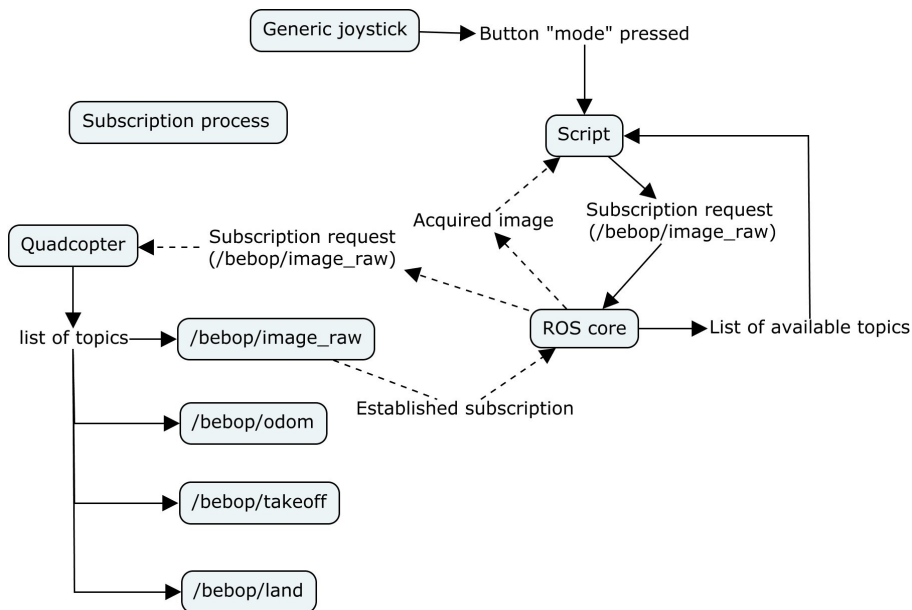 Generic joystick
Button "mode" pressed
Subscription process
Script
Subscription request
(/bebop/image_raw)
Acquired image
Quadcopter
Subscription request
(/bebop/image_raw)
list of topics
/bebop/image_raw
ROS core
List of available topics
Established subscription
/bebop/odom
/bebop/takeoff
/bebop/land